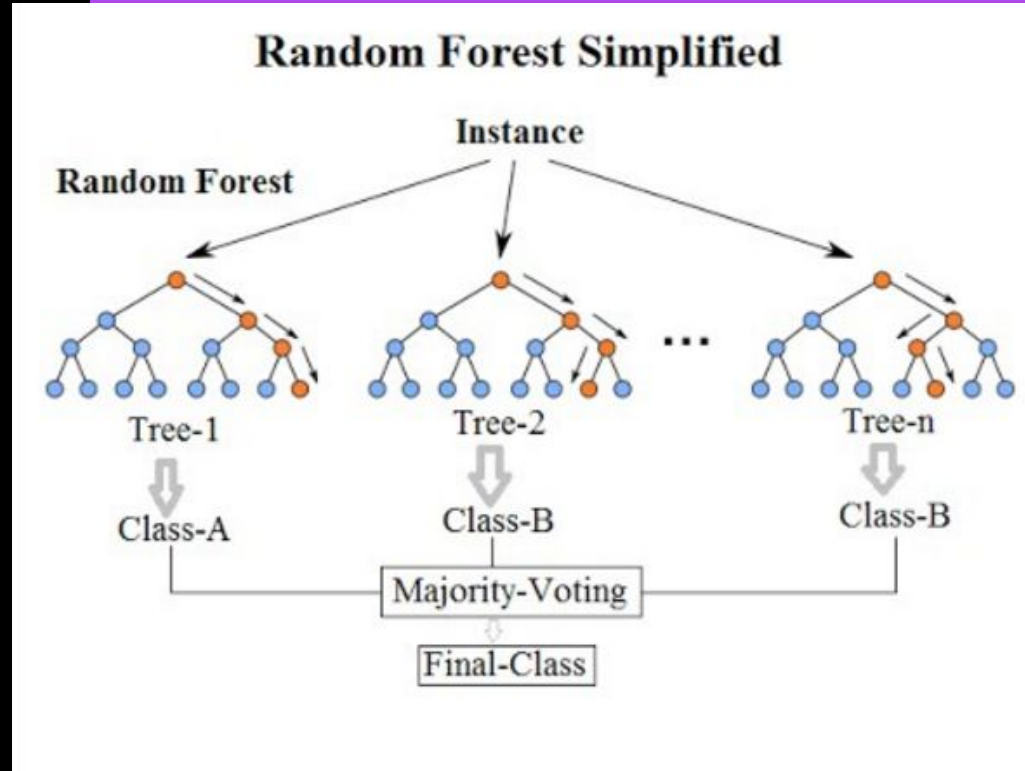 Random Forest Simplified
Instance
Random Forest
...
Tree-1
Tree-2
Tree-n
Class-A
Class-B
Class-B
Majority-Voting
Final-Class